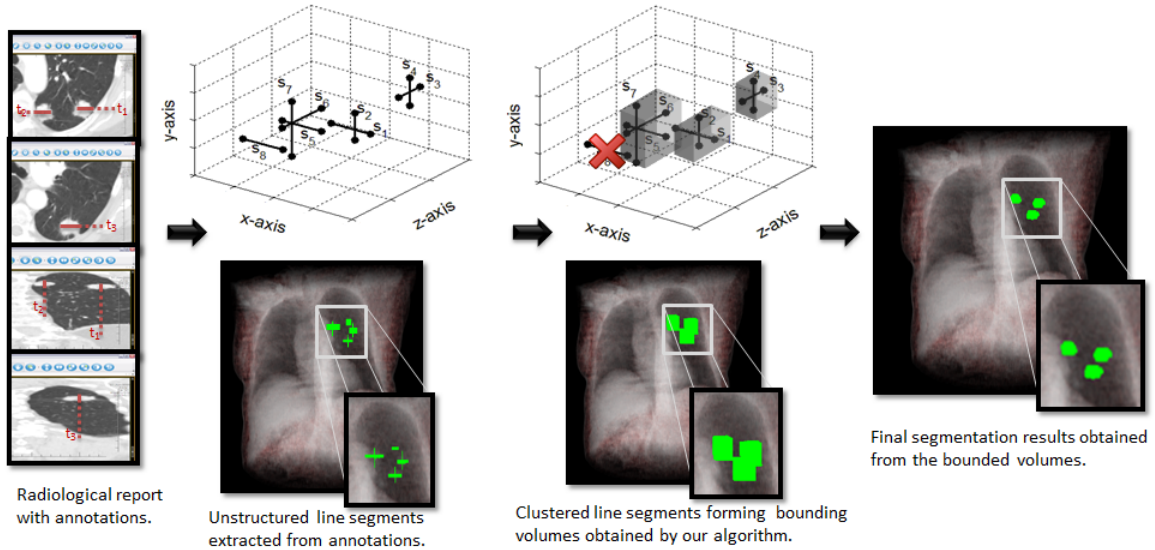 t₂
t₁
t₃
t₂
t₁
t₃
Radiological report
with annotations.
y-axis
x-axis
z-axis
s₇
s₆
s₅
s₈
s₂
s₁
s₄
s₃
Unstructured line segments
extracted from annotations.
y-axis
x-axis
z-axis
s₇
s₆
s₅
8
s₂
s₁
s₄
s₃
Clustered line segments forming bounding
volumes obtained by our algorithm.
Final segmentation results obtained
from the bounded volumes.